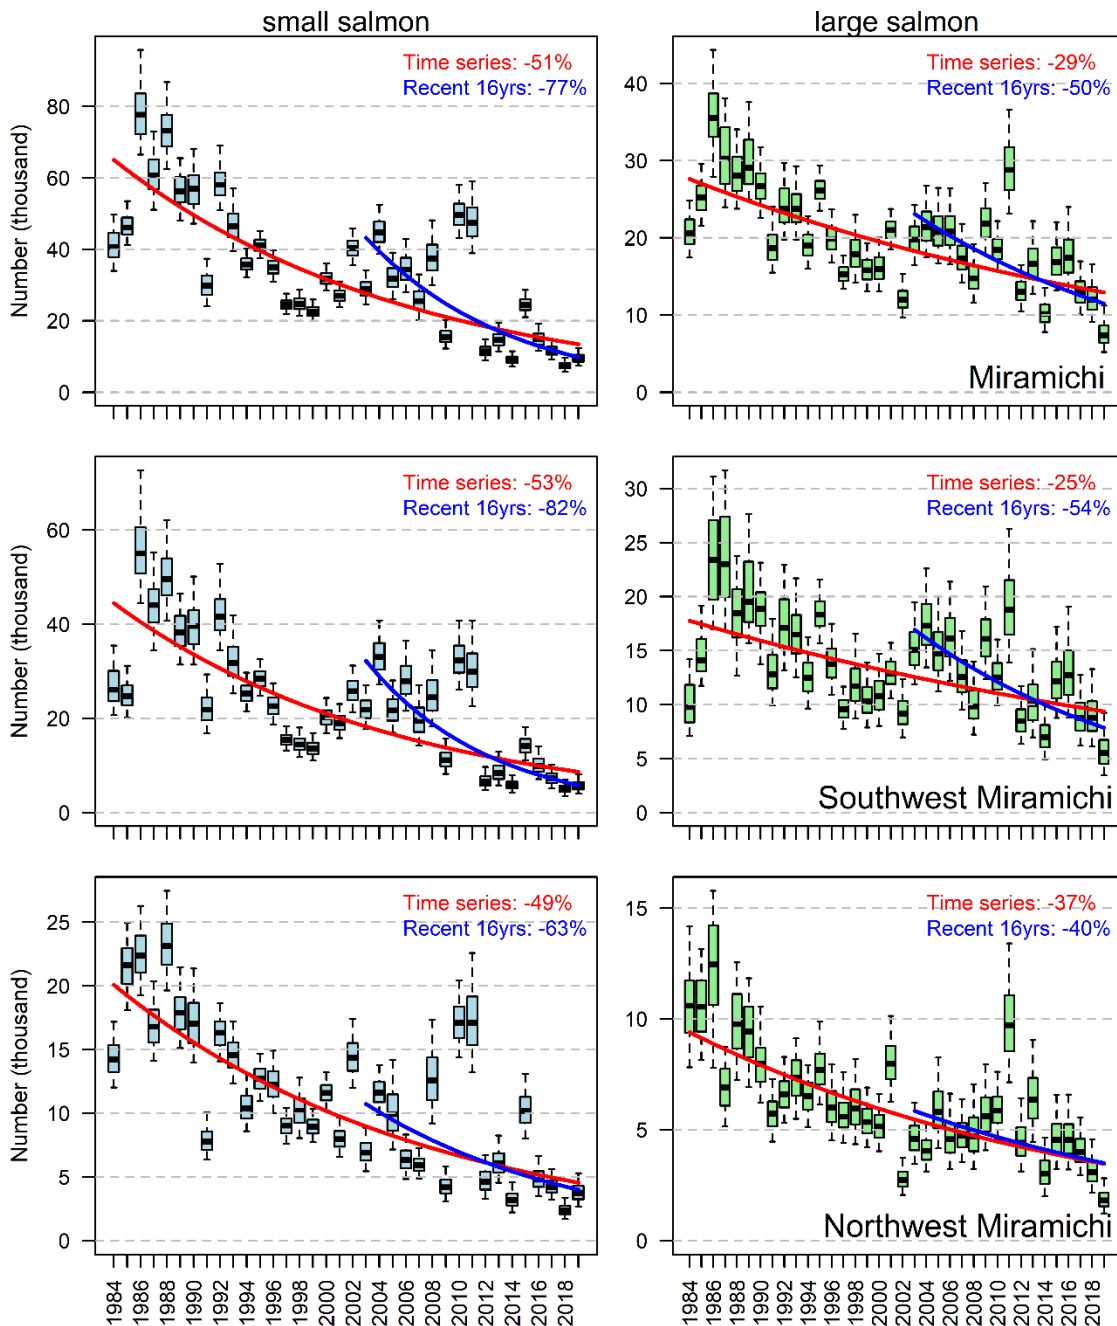 small salmon
large salmon
Number (thousand)
Time series: -51%
Recent 16yrs: -77%
80
60
40
20
0
Time series: -29%
Recent 16yrs: -50%
40
30
20
10
0
Miramichi
Number (thousand)
Time series: -53%
Recent 16yrs: -82%
60
40
20
0
Time series: -25%
Recent 16yrs: -54%
30
25
20
15
10
5
0
Southwest Miramichi
Number (thousand)
Time series: -49%
Recent 16yrs: -63%
25
20
15
10
5
0
Time series: -37%
Recent 16yrs: -40%
15
10
5
0
Northwest Miramichi
1984 1986 1988 1990 1992 1994 1996 1998 2000 2002 2004 2006 2008 2010 2012 2014 2016 2018
1984 1986 1988 1990 1992 1994 1996 1998 2000 2002 2004 2006 2008 2010 2012 2014 2016 2018